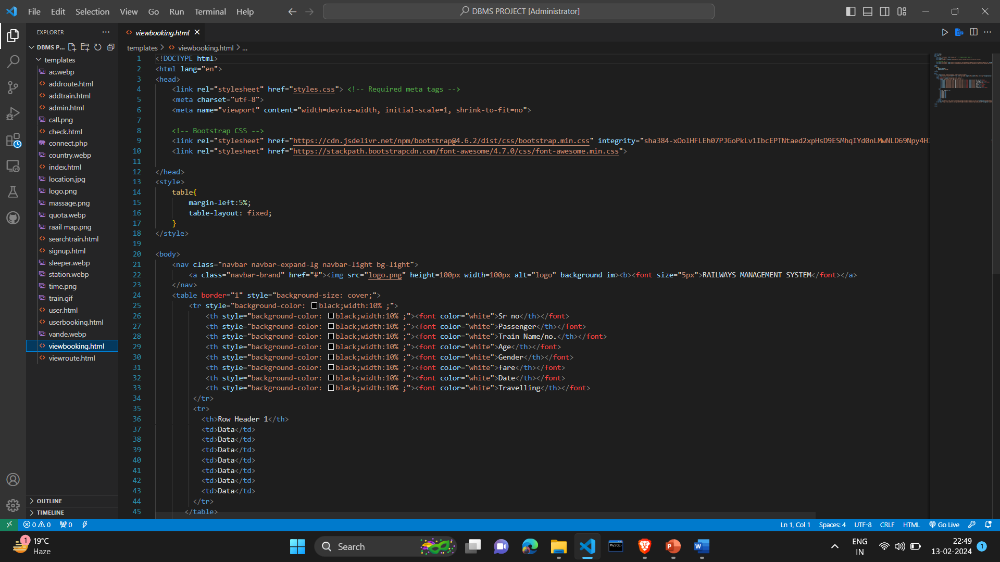 File Edit Selection View Go Run Terminal Help
DBMS PROJECT [Administrator]
EXPLORER
DBMS P...
templates
ac.webp
addroute.html
addtrain.html
admin.html
call.png
check.html
connect.php
country.webp
index.html
location.jpg
logo.png
massage.png
quota.webp
raail map.png
searchtrain.html
signup.html
sleeper.webp
station.webp
time.png
train.gif
user.html
userbooking.html
vande.webp
viewbooking.html
viewroute.html
OUTLINE
TIMELINE
viewbooking.html
templates > viewbooking.html > ...
1 <!DOCTYPE html>
2 <html lang="en">
3 <head>
4 <link rel="stylesheet" href="styles.css"> <!-- Required meta tags -->
5 <meta charset="utf-8">
6 <meta name="viewport" content="width=device-width, initial-scale=1, shrink-to-fit=no">
7
8 <!-- Bootstrap CSS -->
9 <link rel="stylesheet" href="https://cdn.jsdelivr.net/npm/bootstrap@4.6.2/dist/css/bootstrap.min.css" integrity="sha384-xOolHFLEh07PJGoPkLv1IbcEPTNtaed2xpHsD9ESMhqIYd0nLMwNLD69Npy4HI
10 <link rel="stylesheet" href="https://stackpath.bootstrapcdn.com/font-awesome/4.7.0/css/font-awesome.min.css">
11
12 </head>
13 <style>
14 table{
15 margin-left:5%;
16 table-layout: fixed;
17 }
18 </style>
19
20 <body>
21 <nav class="navbar navbar-expand-lg navbar-light bg-light">
22 <a class="navbar-brand" href="#"><img src="logo.png" height=100px width=100px alt="logo" background im><b><font size="5px">RAILWAYS MANAGEMENT SYSTEM</font></a>
23 </nav>
24 <table border="1" style="background-size: cover;">
25 <tr style="background-color: black;width:10% ;">
26 <th style="background-color: black;width:10% ;"><font color="white">Sr no</th></font>
27 <th style="background-color: black;width:10% ;"><font color="white">Passenger</th></font>
28 <th style="background-color: black;width:10% ;"><font color="white">Train Name/no.</th></font>
29 <th style="background-color: black;width:10% ;"><font color="white">Age</th></font>
30 <th style="background-color: black;width:10% ;"><font color="white">Gender</th></font>
31 <th style="background-color: black;width:10% ;"><font color="white">fare</th></font>
32 <th style="background-color: black;width:10% ;"><font color="white">Date</th></font>
33 <th style="background-color: black;width:10% ;"><font color="white">Travelling</th></font>
34 </tr>
35 <tr>
36 <th>Row Header 1</th>
37 <td>Data</td>
38 <td>Data</td>
39 <td>Data</td>
40 <td>Data</td>
41 <td>Data</td>
42 <td>Data</td>
43 <td>Data</td>
44 </tr>
45 </table>
0 0 0 Ln 1, Col 1 Spaces: 4 UTF-8 CRLF HTML Go Live
1 19°C
Haze
Search
MySQL
P
W
ENG
IN
22:49
13-02-2024
1